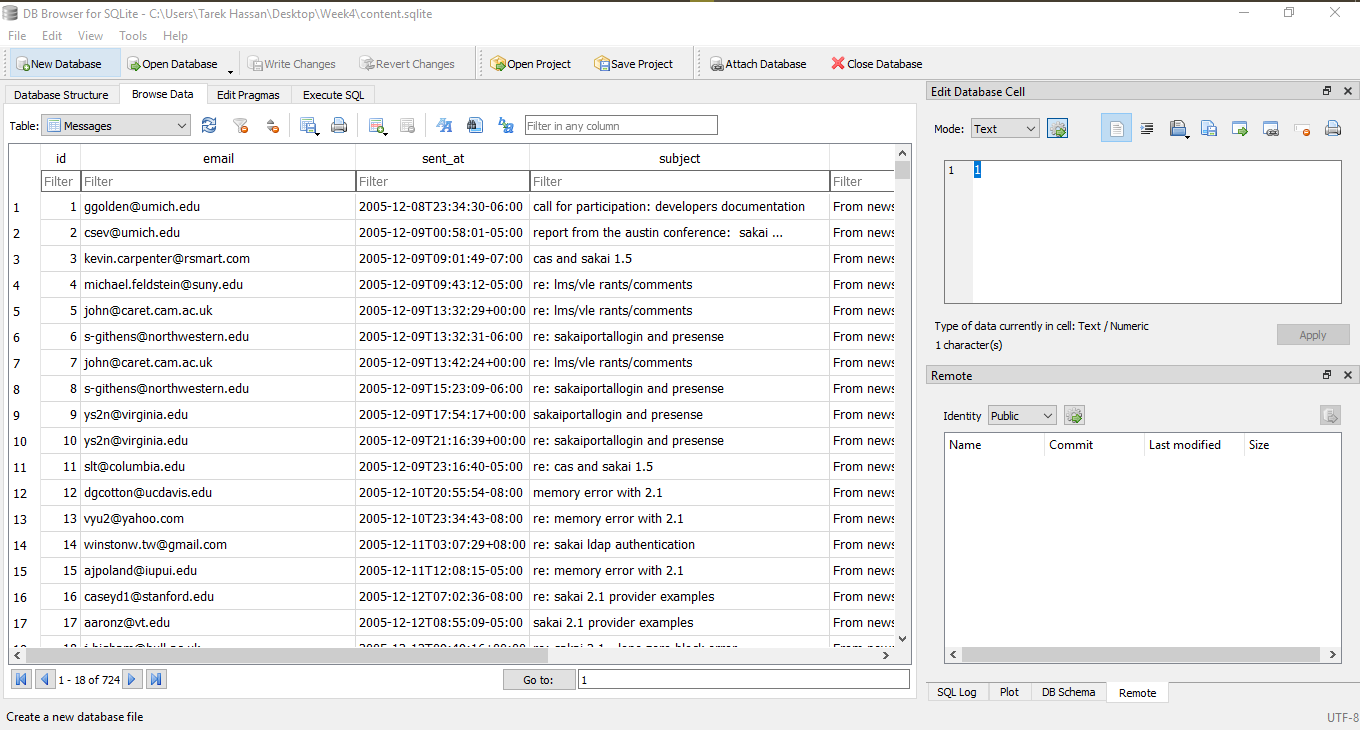 DB Browser for SQLite - C:\Users\Tarek Hassan\Desktop\Week4\content.sqlite
File Edit View Tools Help
New Database Open Database Write Changes Revert Changes Open Project Save Project Attach Database Close Database
Database Structure Browse Data Edit Pragmas Execute SQL
Table: Messages Filter in any column
id email sent_at subject
Filter Filter Filter Filter Filter
1 1 ggolden@umich.edu 2005-12-08T23:34:30-06:00 call for participation: developers documentation From news
2 2 csev@umich.edu 2005-12-09T00:58:01-05:00 report from the austin conference: sakai ... From news
3 3 kevin.carpenter@rsmart.com 2005-12-09T09:01:49-07:00 cas and sakai 1.5 From news
4 4 michael.feldstein@suny.edu 2005-12-09T09:43:12-05:00 re: lms/vle rants/comments From news
5 5 john@caret.cam.ac.uk 2005-12-09T13:32:29+00:00 re: lms/vle rants/comments From news
6 6 s-githens@northwestern.edu 2005-12-09T13:32:31-06:00 re: sakaiportallogin and presense From news
7 7 john@caret.cam.ac.uk 2005-12-09T13:42:24+00:00 re: lms/vle rants/comments From news
8 8 s-githens@northwestern.edu 2005-12-09T15:23:09-06:00 re: sakaiportallogin and presense From news
9 9 ys2n@virginia.edu 2005-12-09T17:54:17+00:00 sakaiportallogin and presense From news
10 10 ys2n@virginia.edu 2005-12-09T21:16:39+00:00 re: sakaiportallogin and presense From news
11 11 slt@columbia.edu 2005-12-09T23:16:40-05:00 re: cas and sakai 1.5 From news
12 12 dgcotton@ucdavis.edu 2005-12-10T20:55:54-08:00 memory error with 2.1 From news
13 13 vyu2@yahoo.com 2005-12-10T23:34:43-08:00 re: memory error with 2.1 From news
14 14 winstonw.tw@gmail.com 2005-12-11T03:07:29+08:00 re: sakai ldap authentication From news
15 15 ajpoland@iupui.edu 2005-12-11T12:08:15-05:00 re: memory error with 2.1 From news
16 16 caseyd1@stanford.edu 2005-12-12T07:02:36-08:00 re: sakai 2.1 provider examples From news
17 17 aaronz@vt.edu 2005-12-12T08:55:09-05:00 sakai 2.1 provider examples From news
1 - 18 of 724 Go to: 1
Create a new database file
Edit Database Cell
Mode: Text
1 1
Type of data currently in cell: Text / Numeric
1 character(s)
Apply
Remote
Identity Public
Name Commit Last modified Size
SQL Log Plot DB Schema Remote
UTF-8